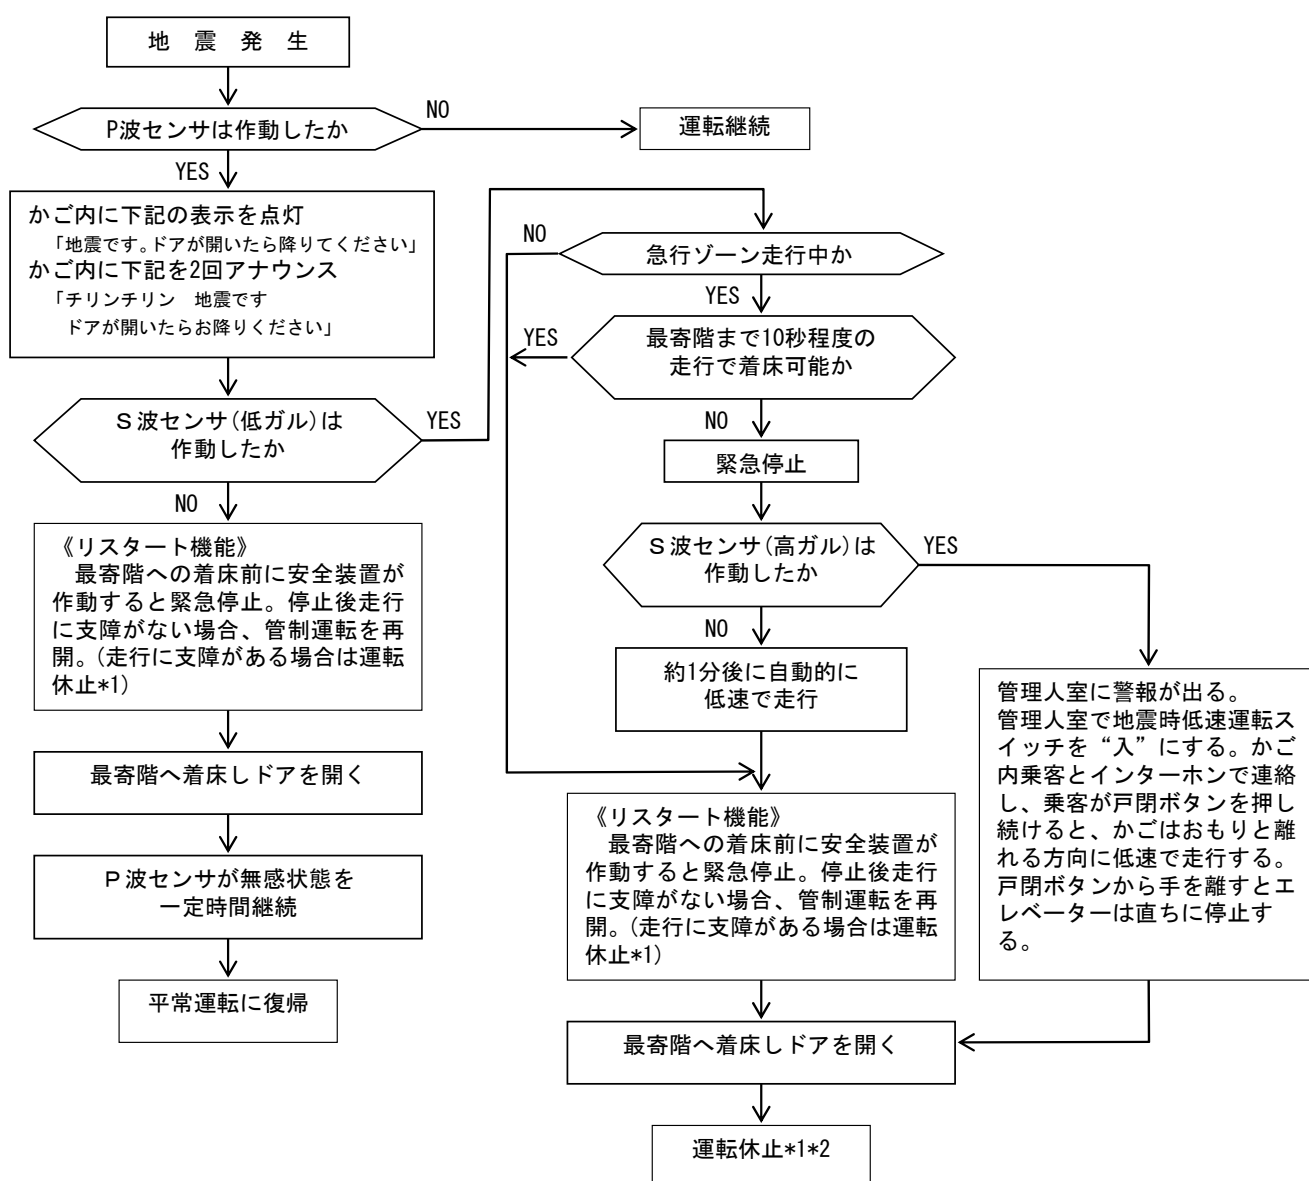 地　震　発　生
P波センサは作動したか
NO
運転継続
YES
かご内に下記の表示を点灯
「地震です。ドアが開いたら降りてください」
かご内に下記を2回アナウンス
「チリンチリン　地震です
ドアが開いたらお降りください」
S波センサ(低ガル)は
作動したか
YES
NO
《リスタート機能》
最寄階への着床前に安全装置が
作動すると緊急停止。停止後走行
に支障がない場合、管制運転を再
開。(走行に支障がある場合は運転
休止*1)
最寄階へ着床しドアを開く
P波センサが無感状態を
一定時間継続
平常運転に復帰
急行ゾーン走行中か
NO
YES
最寄階まで10秒程度の
走行で着床可能か
YES
NO
緊急停止
S波センサ(高ガル)は
作動したか
YES
NO
約1分後に自動的に
低速で走行
管理人室に警報が出る。
管理人室で地震時低速運転ス
イッチを“入”にする。かご
内乗客とインターホンで連絡
し、乗客が戸閉ボタンを押し
続けると、かごはおもりと離
れる方向に低速で走行する。
戸閉ボタンから手を離すとエ
レベーターは直ちに停止す
る。
《リスタート機能》
最寄階への着床前に安全装置が
作動すると緊急停止。停止後走行
に支障がない場合、管制運転を再
開。(走行に支障がある場合は運転
休止*1)
最寄階へ着床しドアを開く
運転休止*1*2